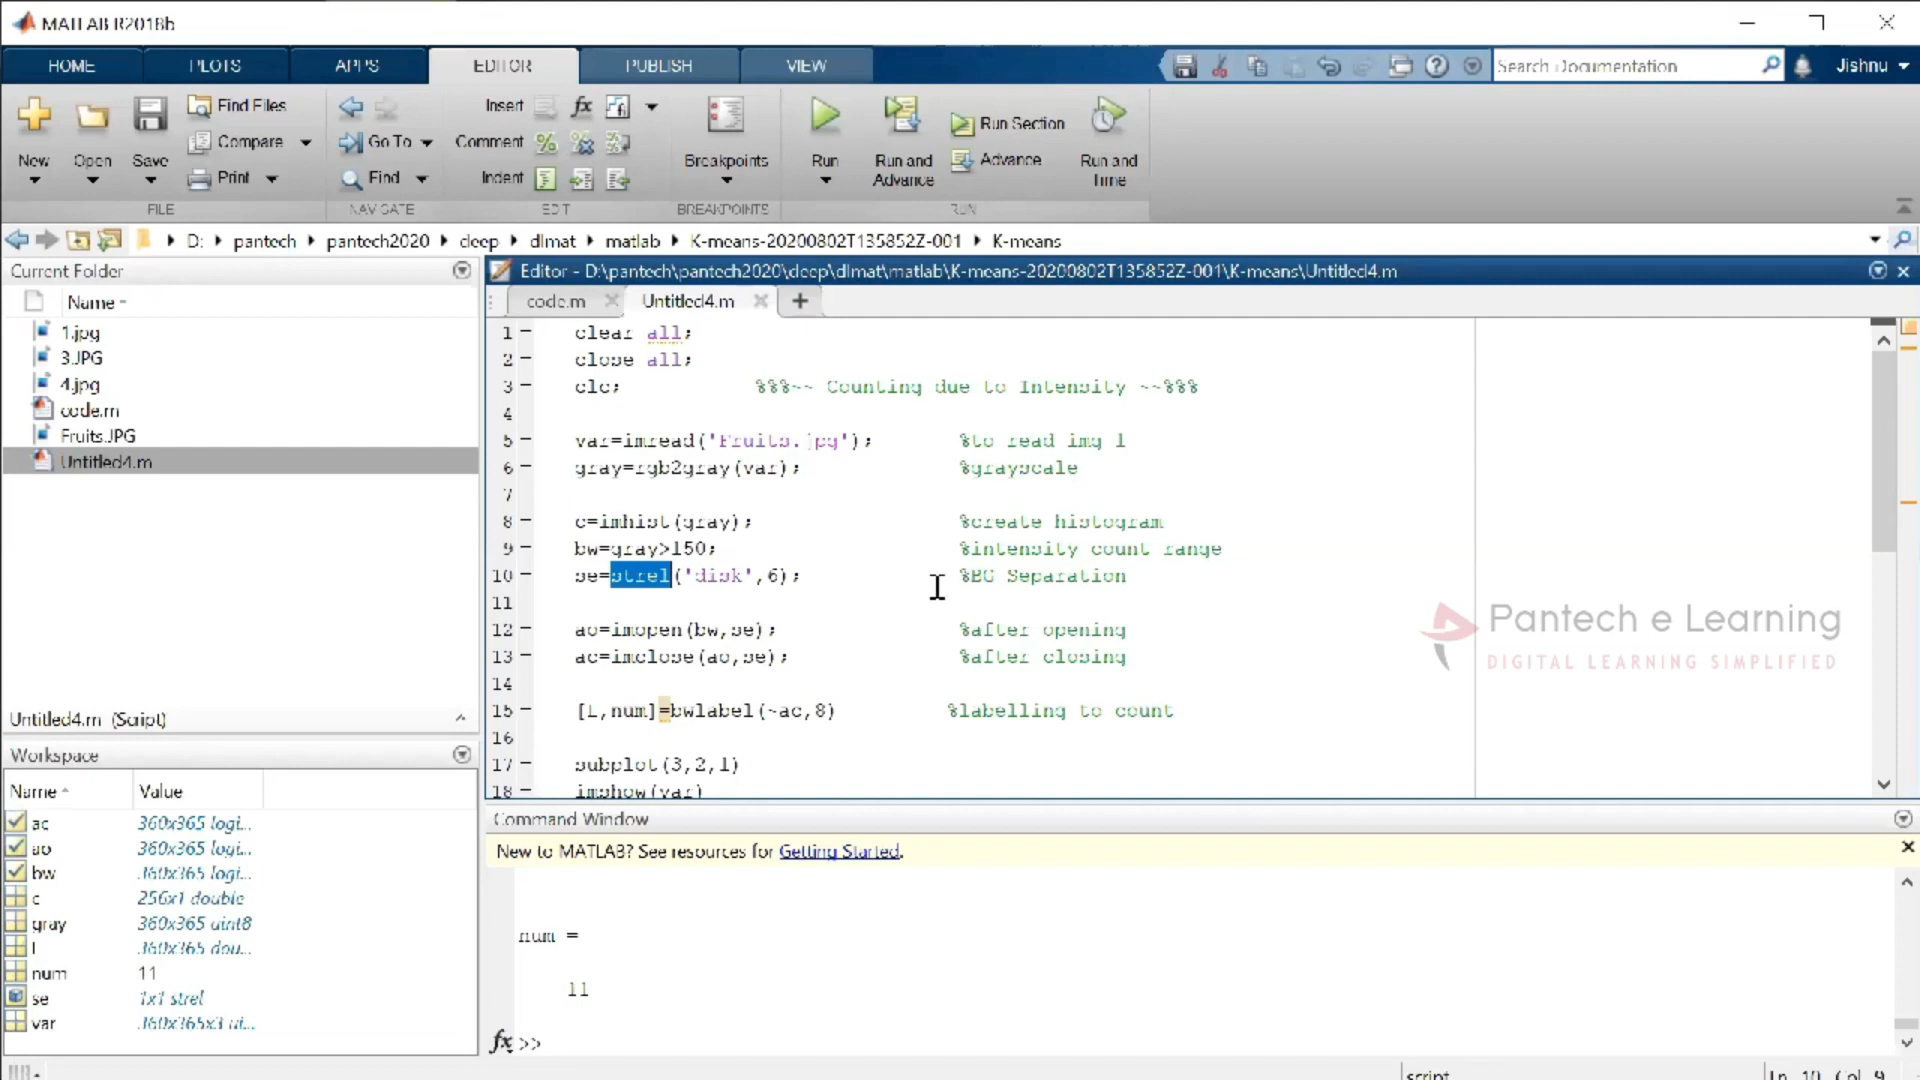 MATLAB R2018b
HOME PLOTS APPS EDITOR PUBLISH VIEW Search Documentation Jishnu
New Open Save Find Files Compare Print
Go To Find
Insert Comment Indent
Breakpoints
Run Run and Advance Run Section Advance Run and Time
FILE NAVIGATE EDIT BREAKPOINTS RUN
D: pantech pantech2020 deep dlmat matlab K-means-20200802T135852Z-001 K-means
Current Folder
Name
1.jpg
3.JPG
4.jpg
code.m
Fruits.JPG
Untitled4.m
Untitled4.m (Script)
Workspace
Name Value
ac 360x365 logi...
ao 360x365 logi...
bw 360x365 logi...
c 256x1 double
gray 360x365 uint8
L 360x365 dou...
num 11
se 1x1 strel
var 360x365x3 ui...
Editor - D:\pantech\pantech2020\deep\dlmat\matlab\K-means-20200802T135852Z-001\K-means\Untitled4.m
code.m Untitled4.m
1 clear all;
2 close all;
3 clc; %%%~~ Counting due to Intensity ~~%%%
4
5 var=imread('Fruits.jpg'); %to read img 1
6 gray=rgb2gray(var); %grayscale
7
8 c=imhist(gray); %create histogram
9 bw=gray>150; %intensity count range
10 se=strel('disk',6); %BG Separation
11
12 ao=imopen(bw,se); %after opening
13 ac=imclose(ao,se); %after closing
14
15 [L,num]=bwlabel(~ac,8) %labelling to count
16
17 subplot(3,2,1)
18 imshow(var)
Pantech e Learning
DIGITAL LEARNING SIMPLIFIED
Command Window
New to MATLAB? See resources for Getting Started.
num =
11
fx >>
script Ln 10 Col 9